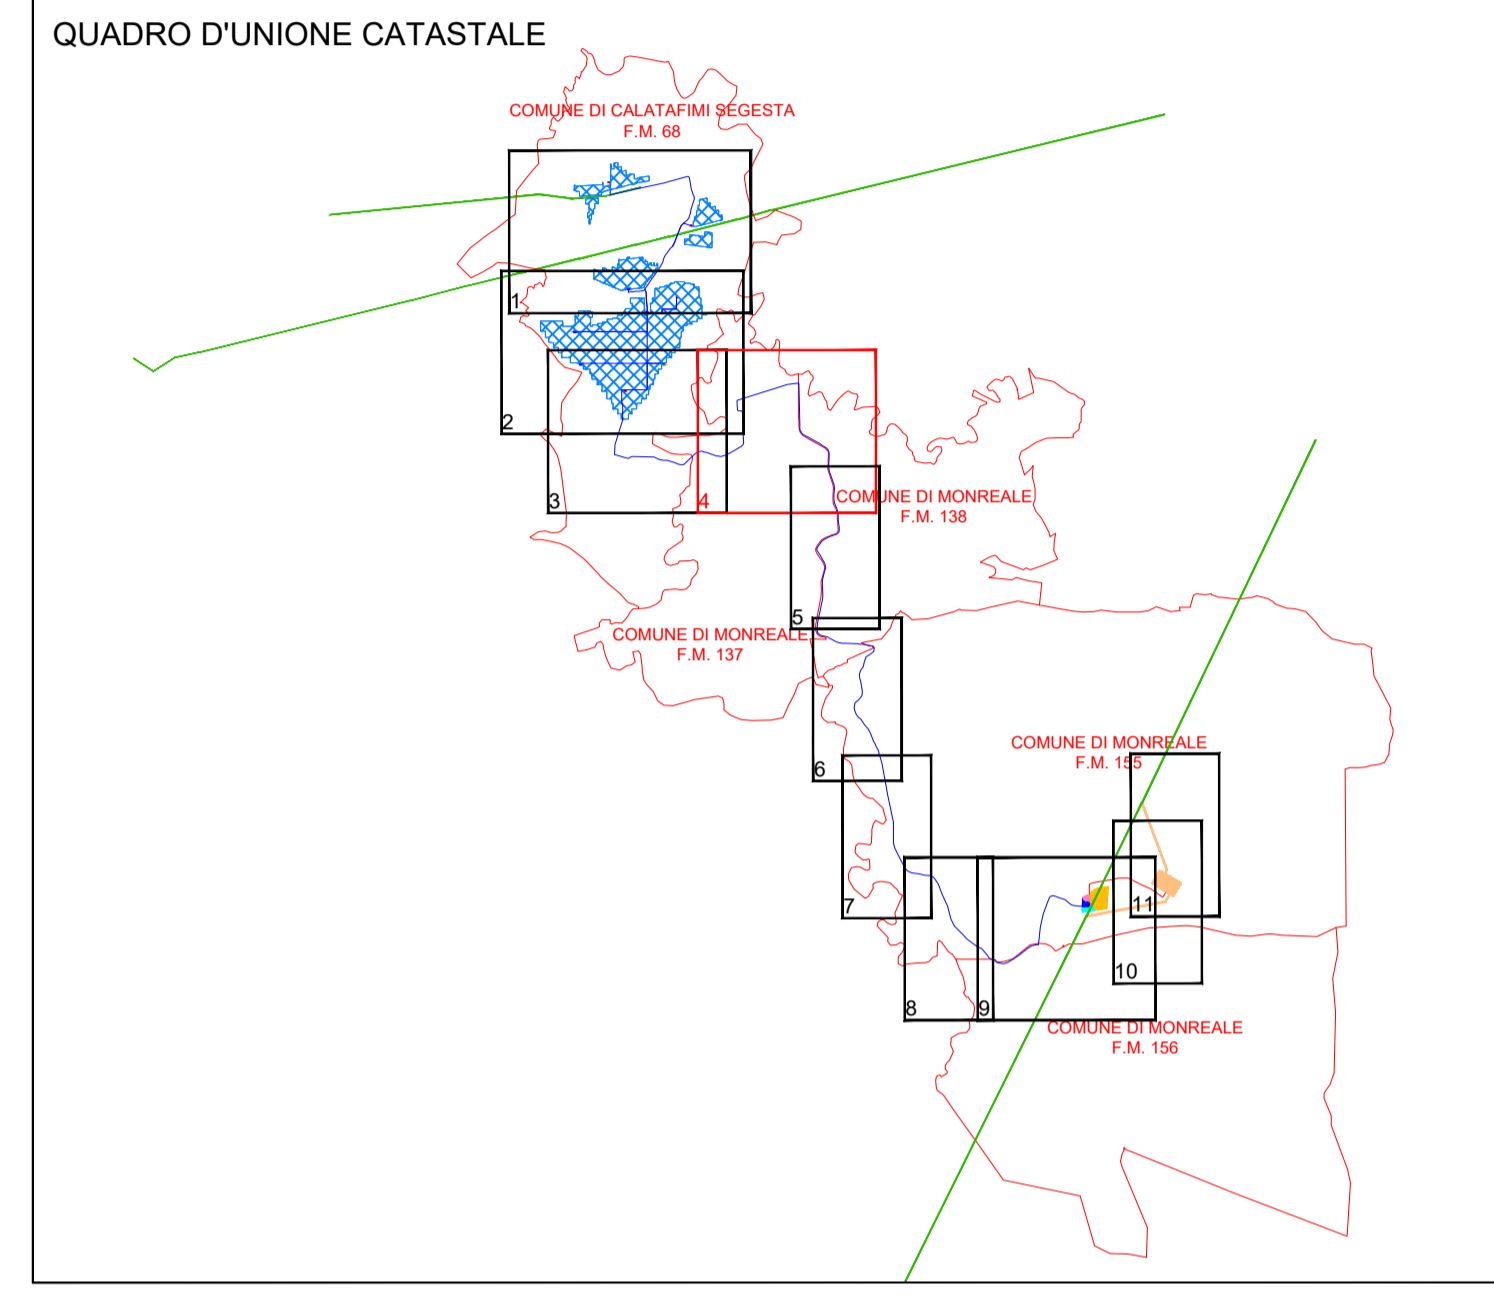 QUADRO D'UNIONE CATASTALE
COMUNE DI CALATAFIMI SEGESTA
F.M. 68
1
2
3
4
COMUNE DI MONREALE
F.M. 138
5
COMUNE DI MONREALE
F.M. 137
6
COMUNE DI MONREALE
F.M. 155
7
11
10
8
9
COMUNE DI MONREALE
F.M. 156